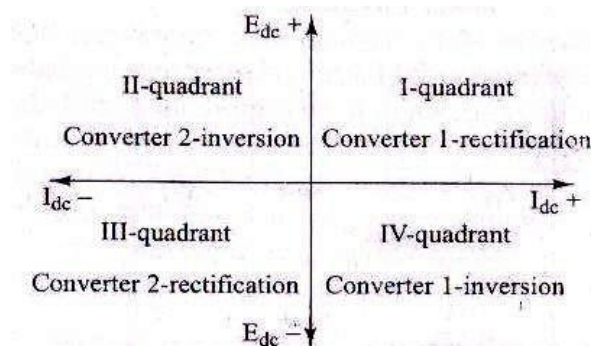 E_dc +
II-quadrant I-quadrant
Converter 2-inversion Converter 1-rectification
I_dc – I_dc +
III-quadrant IV-quadrant
Converter 2-rectification Converter 1-inversion
E_dc –